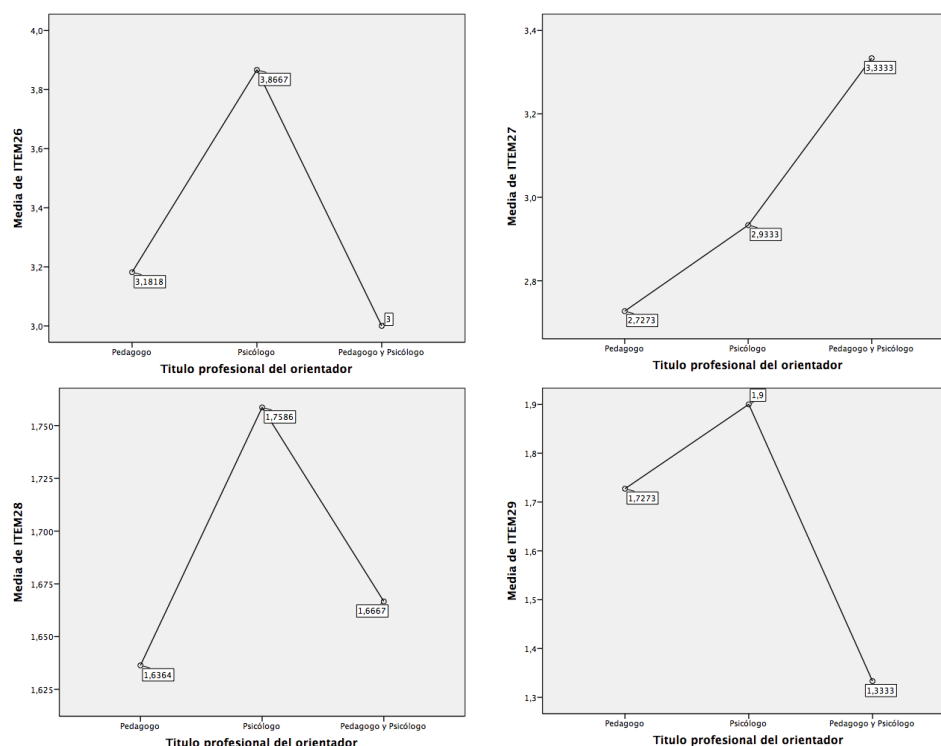 Media de ITEM26
4,0
3,8
3,6
3,4
3,2
3,0
3,1818
3,8667
3
Pedagogo Psicólogo Pedagogo y Psicólogo
Titulo profesional del orientador
Media de ITEM27
3,4
3,2
3,0
2,8
2,7273
2,9333
3,3333
Pedagogo Psicólogo Pedagogo y Psicólogo
Titulo profesional del orientador
Media de ITEM28
1,750
1,725
1,700
1,675
1,650
1,625
1,6364
1,7586
1,6667
Pedagogo Psicólogo Pedagogo y Psicólogo
Titulo profesional del orientador
Media de ITEM29
1,9
1,8
1,7
1,6
1,5
1,4
1,3
1,7273
1,9
1,3333
Pedagogo Psicólogo Pedagogo y Psicólogo
Titulo profesional del orientador